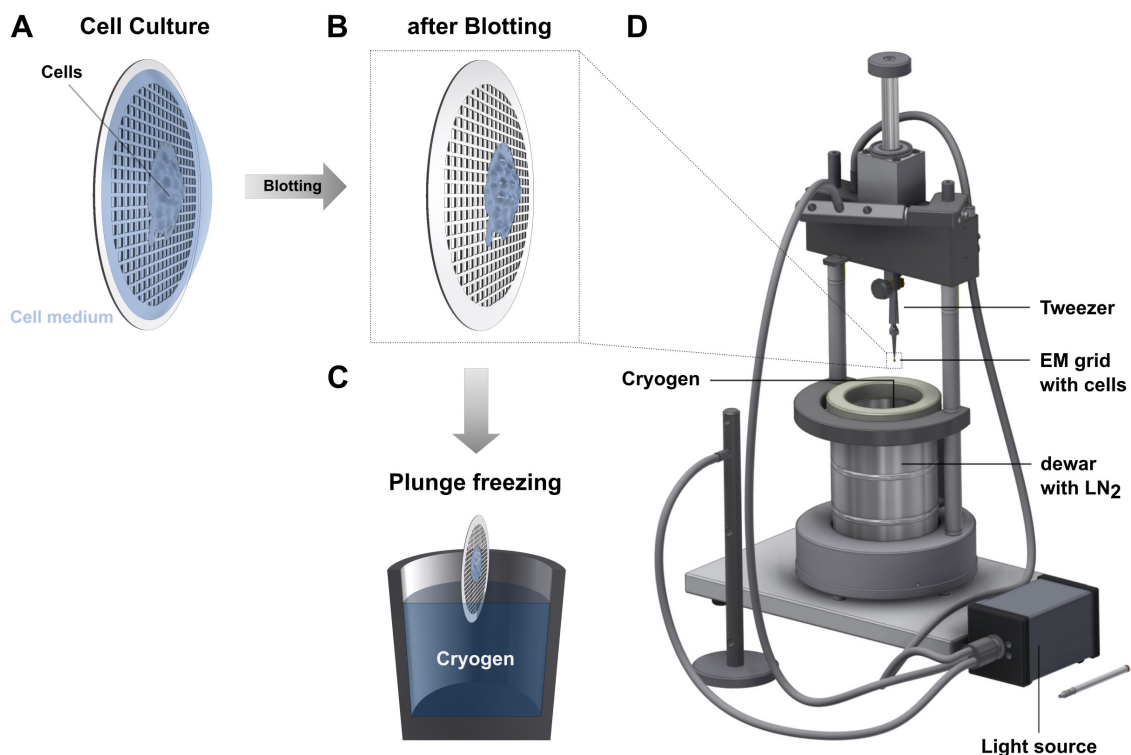 A
Cell Culture
Cells
Cell medium
Blotting
B
after Blotting
C
Plunge freezing
Cryogen
D
Tweezer
EM grid
with cells
Cryogen
dewar
with LN2
Light source